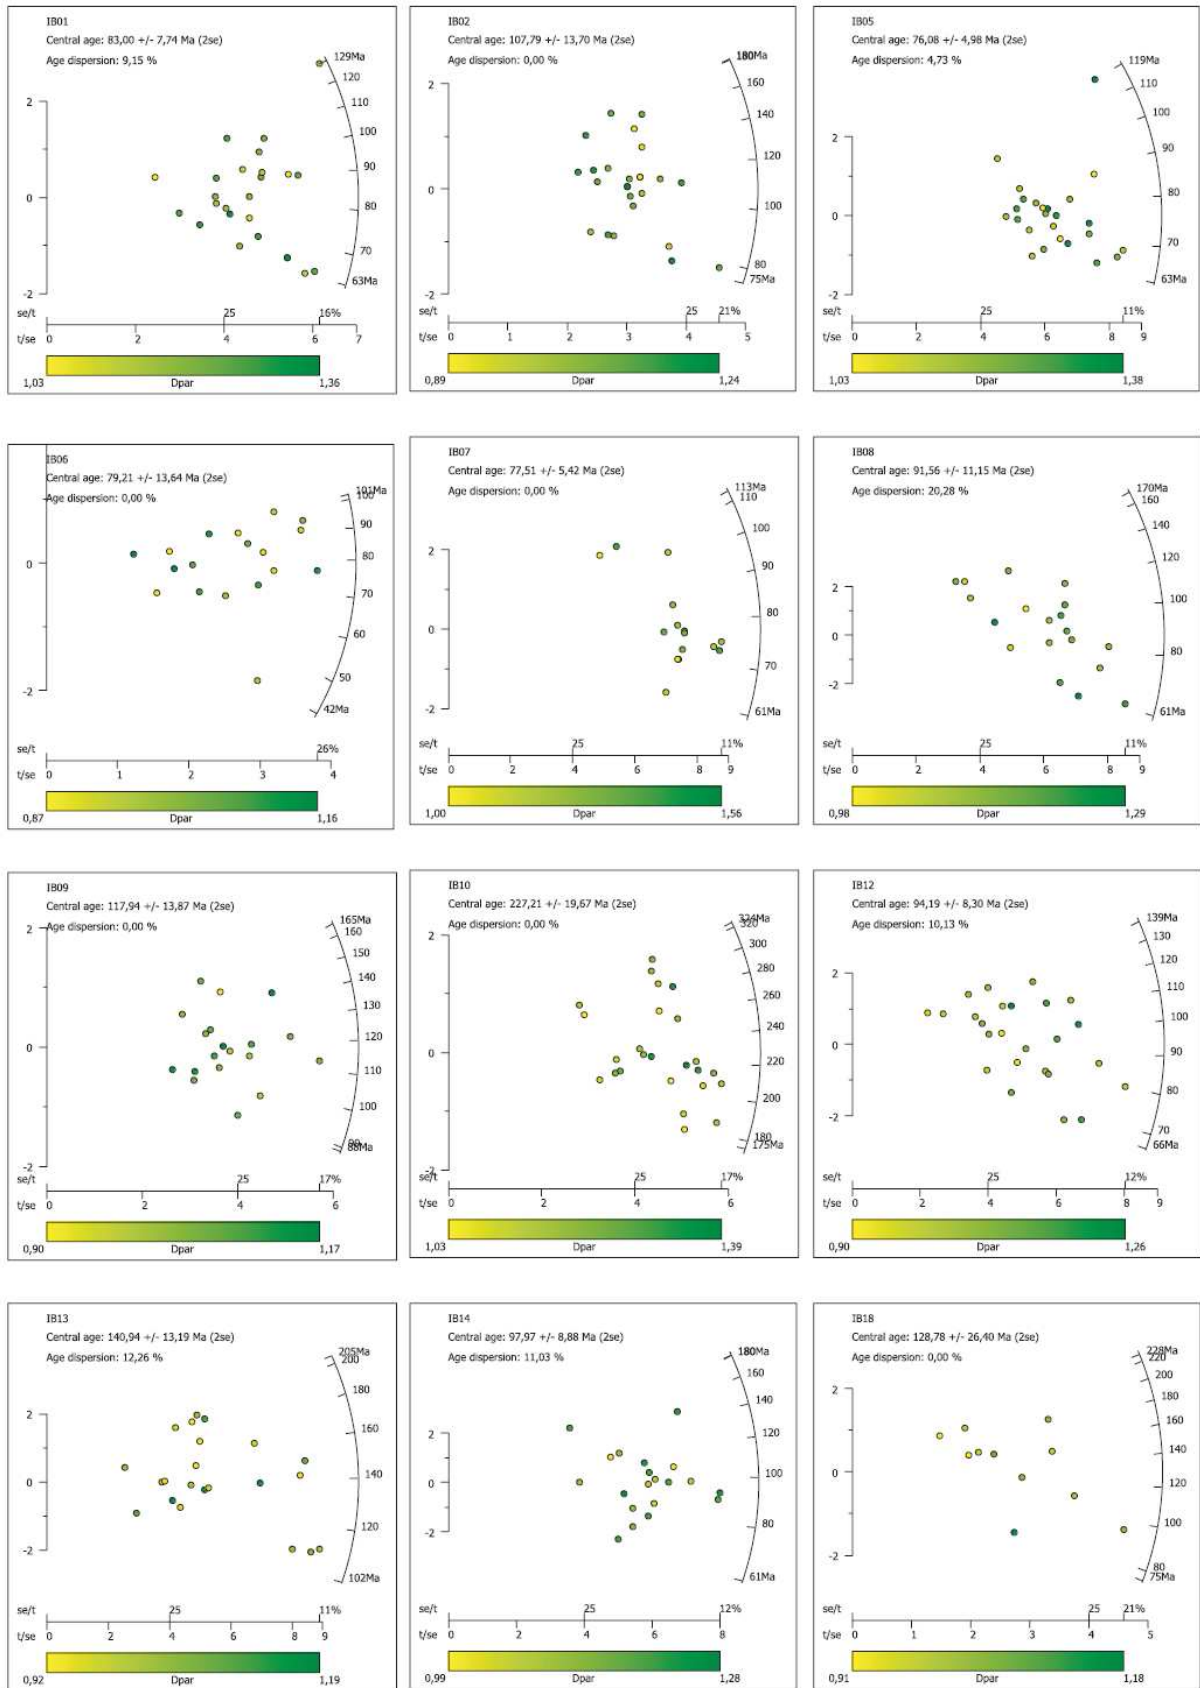 IB01
Central age: 83,00 +/- 7,74 Ma (2se)
Age dispersion: 9,15 %
129Ma
120
110
100
90
80
70
63Ma
2
0
-2
se/t
25
16%
t/se
0
2
4
6
7
1,03
Dpar
1,36
IB02
Central age: 107,79 +/- 13,70 Ma (2se)
Age dispersion: 0,00 %
180Ma
160
140
120
100
80
75Ma
2
0
-2
25
21%
0
1
2
3
4
5
0,89
Dpar
1,24
IB05
Central age: 76,08 +/- 4,98 Ma (2se)
Age dispersion: 4,73 %
119Ma
110
100
90
80
70
63Ma
2
0
-2
25
11%
0
2
4
6
8
9
1,03
Dpar
1,38
IB06
Central age: 79,21 +/- 13,64 Ma (2se)
Age dispersion: 0,00 %
101Ma
100
90
80
70
60
50
42Ma
0
-2
se/t
26%
t/se
0
1
2
3
4
0,87
Dpar
1,16
IB07
Central age: 77,51 +/- 5,42 Ma (2se)
Age dispersion: 0,00 %
113Ma
110
100
90
80
70
61Ma
2
0
-2
25
11%
0
2
4
6
8
9
1,00
Dpar
1,56
IB08
Central age: 91,56 +/- 11,15 Ma (2se)
Age dispersion: 20,28 %
170Ma
160
140
120
100
80
61Ma
2
0
-2
25
11%
0
2
4
6
8
9
0,98
Dpar
1,29
IB09
Central age: 117,94 +/- 13,87 Ma (2se)
Age dispersion: 0,00 %
165Ma
160
150
140
130
120
110
100
90
88Ma
2
0
-2
se/t
25
17%
t/se
0
2
4
6
0,90
Dpar
1,17
IB10
Central age: 227,21 +/- 19,67 Ma (2se)
Age dispersion: 0,00 %
324Ma
320
300
280
260
240
220
200
180
175Ma
2
0
-2
se/t
25
17%
t/se
0
2
4
6
1,03
Dpar
1,39
IB12
Central age: 94,19 +/- 8,30 Ma (2se)
Age dispersion: 10,13 %
139Ma
130
120
110
100
90
80
70
66Ma
2
0
-2
25
12%
0
2
4
6
8
9
0,90
Dpar
1,26
IB13
Central age: 140,94 +/- 13,19 Ma (2se)
Age dispersion: 12,26 %
205Ma
200
180
160
140
120
102Ma
2
0
-2
se/t
25
11%
t/se
0
2
4
6
8
9
0,92
Dpar
1,19
IB14
Central age: 97,97 +/- 8,88 Ma (2se)
Age dispersion: 11,03 %
180Ma
160
140
120
100
80
61Ma
2
0
-2
25
12%
0
2
4
6
8
0,99
Dpar
1,28
IB18
Central age: 128,78 +/- 26,40 Ma (2se)
Age dispersion: 0,00 %
228Ma
220
200
180
160
140
120
100
80
75Ma
2
0
-2
25
21%
0
1
2
3
4
5
0,91
Dpar
1,18